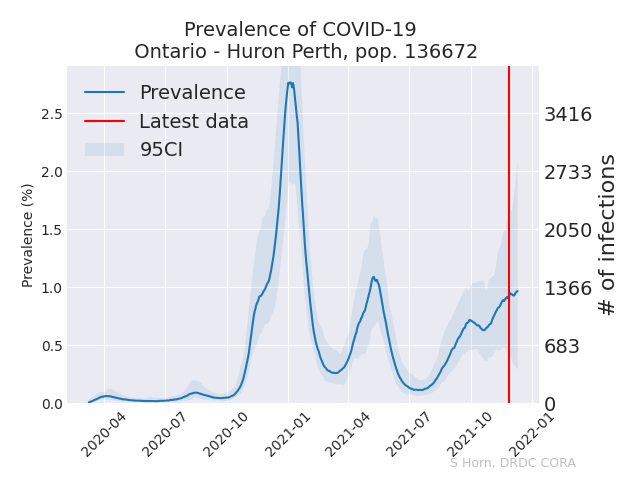 Prevalence of COVID-19
Ontario - Huron Perth, pop. 136672
Prevalence
Latest data
95CI
Prevalence (%)
2.5
2.0
1.5
1.0
0.5
0.0
3416
2733
2050
1366
683
0
# of infections
2020-04
2020-07
2020-10
2021-01
2021-04
2021-07
2021-10
2022-01
S Horn, DRDC CORA